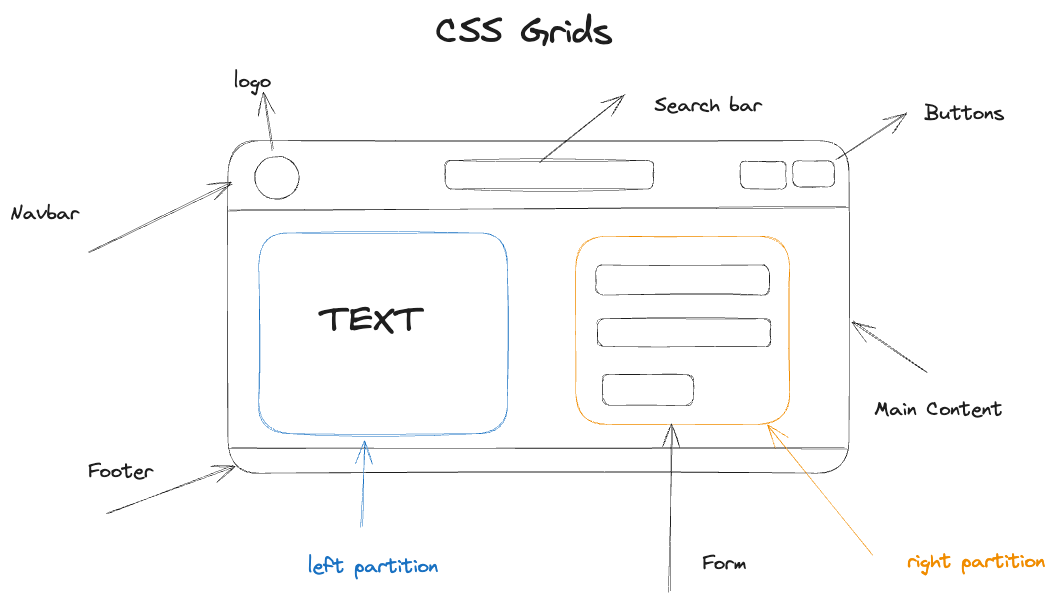 CSS Grids
logo
Search bar
Buttons
Navbar
TEXT
Main Content
Footer
left partition
Form
right partition